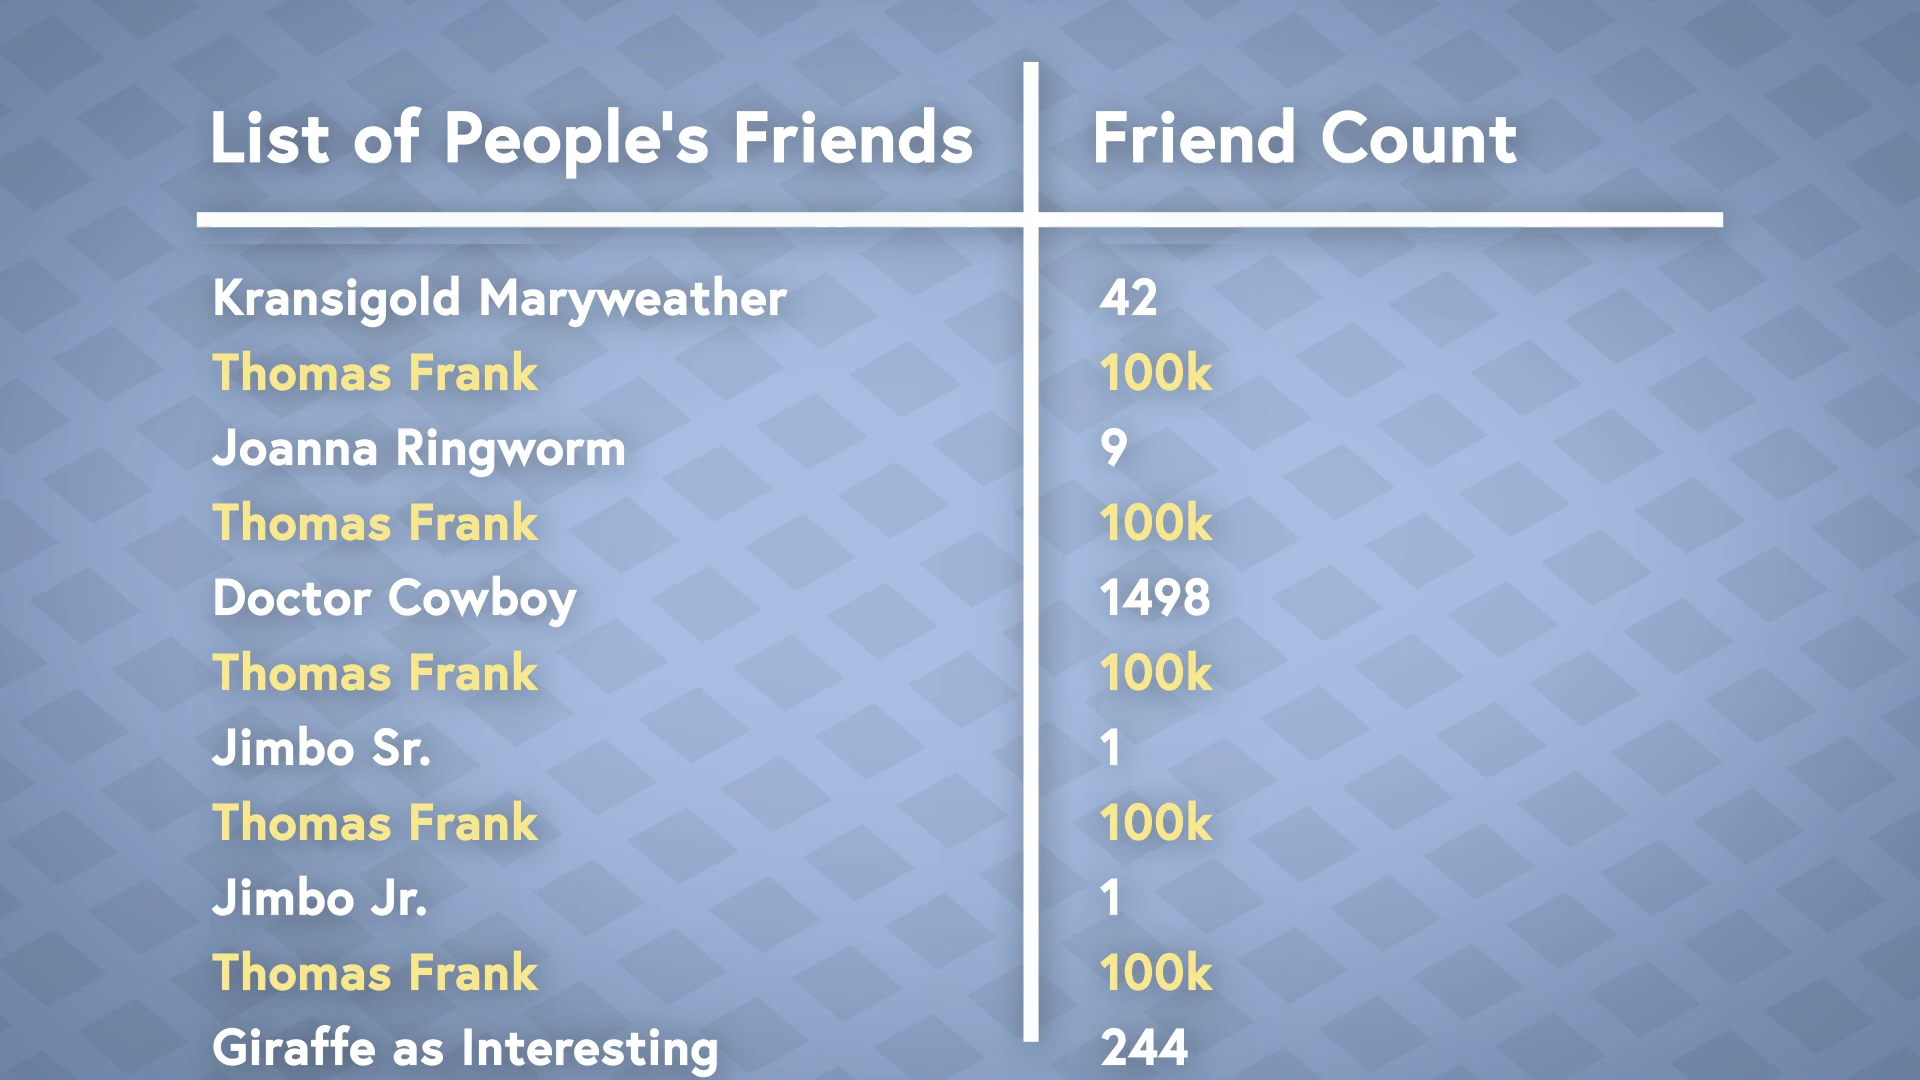 List of People's Friends Friend Count
Kransigold Maryweather 42
Thomas Frank 100k
Joanna Ringworm 9
Thomas Frank 100k
Doctor Cowboy 1498
Thomas Frank 100k
Jimbo Sr. 1
Thomas Frank 100k
Jimbo Jr. 1
Thomas Frank 100k
Giraffe as Interesting 244